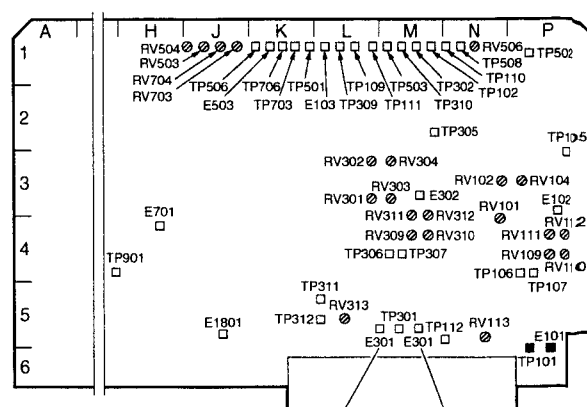 A H J K L M N P
1
RV504 RV506 TP502
RV503 TP508
RV704 TP506 TP706 TP501 TP109 TP503 TP302 TP110
RV703 E503 TP703 E103 TP309 TP111 TP310 TP102
2
TP305
TP105
RV302 RV304
3
RV303 RV102 RV104
RV301 E302 E102
E701 RV311 RV312 RV101 RV112
4
RV309 RV310 RV111
TP306 TP307 RV109
TP901 TP106 RV110
TP107
TP311
5
TP312 RV313
E1801 TP301 TP112 RV113 E101
E301 E301 TP101
6